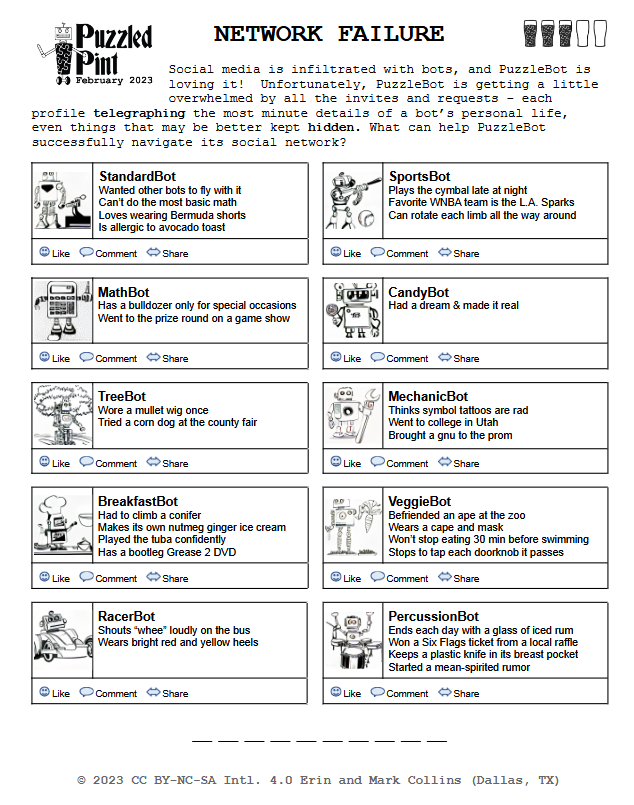 Puzzled
Pint
February 2023
NETWORK FAILURE
Social media is infiltrated with bots, and PuzzleBot is
loving it!  Unfortunately, PuzzleBot is getting a little
overwhelmed by all the invites and requests – each
profile telegraphing the most minute details of a bot's personal life,
even things that may be better kept hidden. What can help PuzzleBot
successfully navigate its social network?
StandardBot
Wanted other bots to fly with it
Can't do the most basic math
Loves wearing Bermuda shorts
Is allergic to avocado toast
Like Comment Share
SportsBot
Plays the cymbal late at night
Favorite WNBA team is the L.A. Sparks
Can rotate each limb all the way around
Like Comment Share
MathBot
Has a bulldozer only for special occasions
Went to the prize round on a game show
Like Comment Share
CandyBot
Had a dream & made it real
Like Comment Share
TreeBot
Wore a mullet wig once
Tried a corn dog at the county fair
Like Comment Share
MechanicBot
Thinks symbol tattoos are rad
Went to college in Utah
Brought a gnu to the prom
Like Comment Share
BreakfastBot
Had to climb a conifer
Makes its own nutmeg ginger ice cream
Played the tuba confidently
Has a bootleg Grease 2 DVD
Like Comment Share
VeggieBot
Befriended an ape at the zoo
Wears a cape and mask
Won't stop eating 30 min before swimming
Stops to tap each doorknob it passes
Like Comment Share
RacerBot
Shouts “whee” loudly on the bus
Wears bright red and yellow heels
Like Comment Share
PercussionBot
Ends each day with a glass of iced rum
Won a Six Flags ticket from a local raffle
Keeps a plastic knife in its breast pocket
Started a mean-spirited rumor
Like Comment Share
© 2023 CC BY-NC-SA Intl. 4.0 Erin and Mark Collins (Dallas, TX)